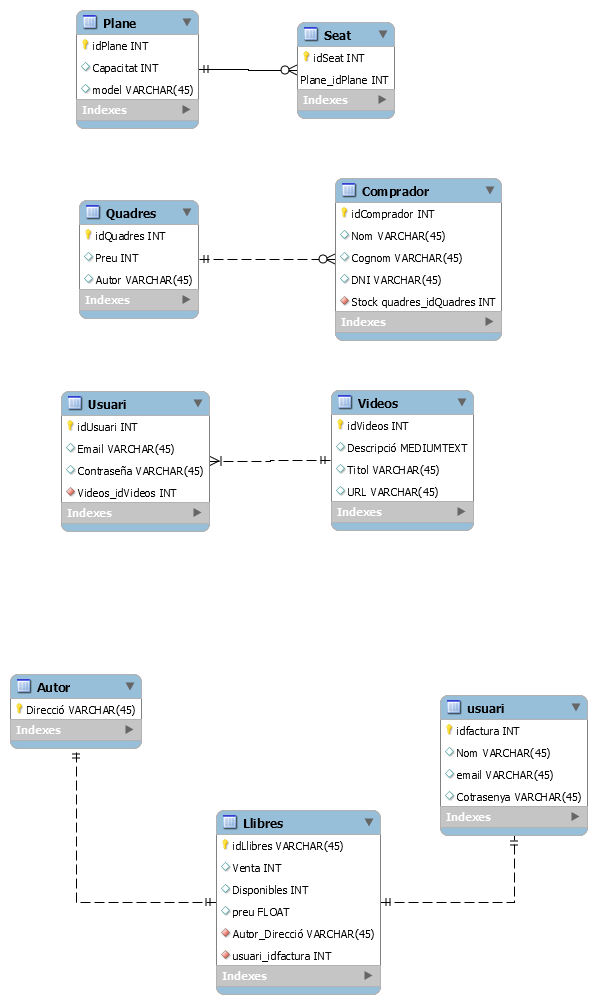 Plane
idPlane INT
Capacitat INT
model VARCHAR(45)
Indexes
Seat
idSeat INT
Plane_idPlane INT
Indexes
Quadres
idQuadres INT
Preu INT
Autor VARCHAR(45)
Indexes
Comprador
idComprador INT
Nom VARCHAR(45)
Cognom VARCHAR(45)
DNI VARCHAR(45)
Stock quadres_idQuadres INT
Indexes
Usuari
idUsuari INT
Email VARCHAR(45)
Contraseña VARCHAR(45)
Videos_idVideos INT
Indexes
Videos
idVideos INT
Descripció MEDIUMTEXT
Titol VARCHAR(45)
URL VARCHAR(45)
Indexes
Autor
Direcció VARCHAR(45)
Indexes
usuari
idfactura INT
Nom VARCHAR(45)
email VARCHAR(45)
Cotrasenya VARCHAR(45)
Indexes
Llibres
idLlibres VARCHAR(45)
Venta INT
Disponibles INT
preu FLOAT
Autor_Direcció VARCHAR(45)
usuari_idfactura INT
Indexes